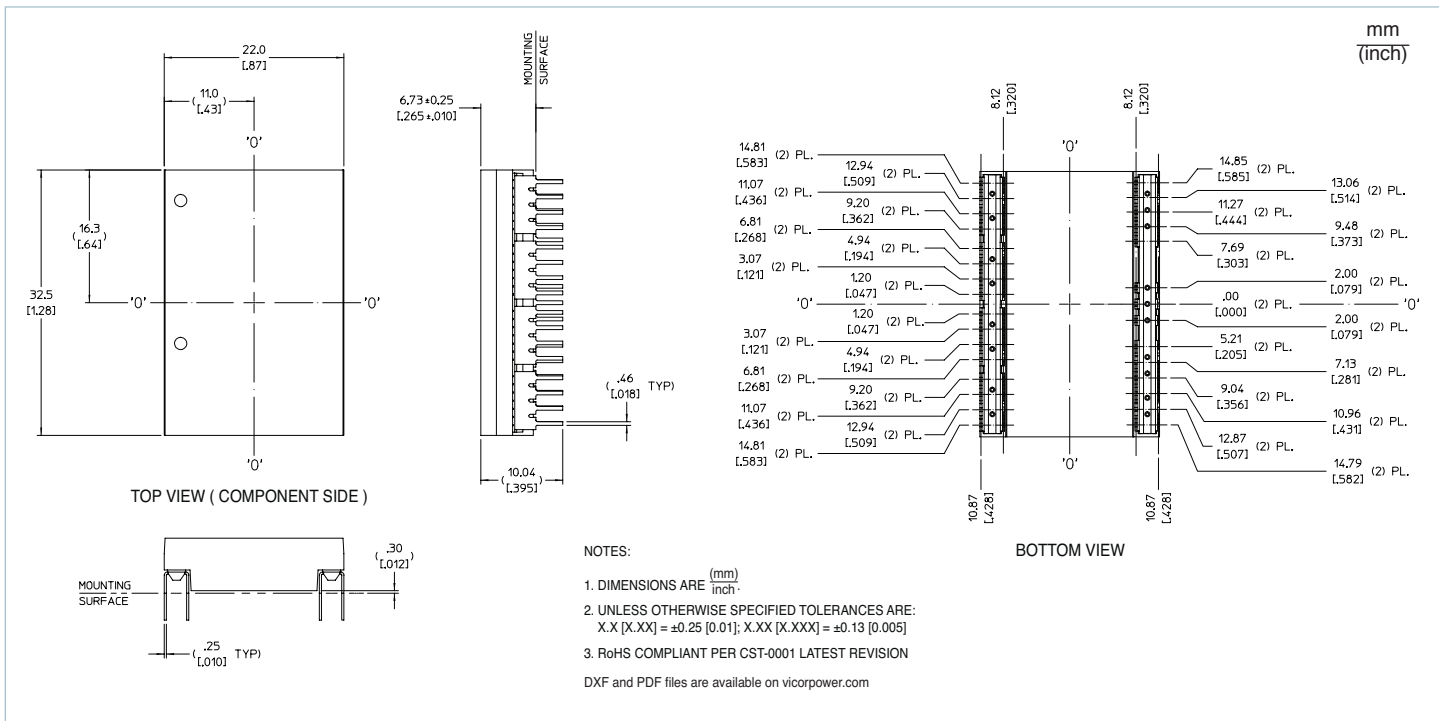 mm
(inch)
22.0
[.87]
( 11.0 )
[.43]
'0'
( 16.3 )
[.64]
32.5
[1.28]
'0'
'0'
'0'
TOP VIEW ( COMPONENT SIDE )
MOUNTING
SURFACE
6.73±0.25
[.265±.010]
( .46 TYP)
[.018]
( 10.04 )
[.395]
8.12
[.320]
8.12
[.320]
'0'
14.81 (2) PL.
[.583]
12.94 (2) PL.
[.509]
11.07 (2) PL.
[.436]
9.20 (2) PL.
[.362]
6.81 (2) PL.
[.268]
4.94 (2) PL.
[.194]
3.07 (2) PL.
[.121]
1.20 (2) PL.
[.047]
'0'
1.20 (2) PL.
[.047]
3.07 (2) PL.
[.121]
4.94 (2) PL.
[.194]
6.81 (2) PL.
[.268]
9.20 (2) PL.
[.362]
11.07 (2) PL.
[.436]
12.94 (2) PL.
[.509]
14.81 (2) PL.
[.583]
14.85 (2) PL.
[.585]
13.06 (2) PL.
[.514]
11.27 (2) PL.
[.444]
9.48 (2) PL.
[.373]
7.69 (2) PL.
[.303]
2.00 (2) PL.
[.079]
.00 (2) PL.
[.000]
'0'
2.00 (2) PL.
[.079]
5.21 (2) PL.
[.205]
7.13 (2) PL.
[.281]
9.04 (2) PL.
[.356]
10.96 (2) PL.
[.431]
12.87 (2) PL.
[.507]
14.79 (2) PL.
[.582]
'0'
10.87
[.428]
10.87
[.428]
BOTTOM VIEW
MOUNTING
SURFACE
( .30 )
[.012]
( .25 TYP)
[.010]
NOTES:
1. DIMENSIONS ARE (mm)
inch.
2. UNLESS OTHERWISE SPECIFIED TOLERANCES ARE:
X.X [X.XX] = ±0.25 [0.01]; X.XX [X.XXX] = ±0.13 [0.005]
3. RoHS COMPLIANT PER CST-0001 LATEST REVISION
DXF and PDF files are available on vicorpower.com